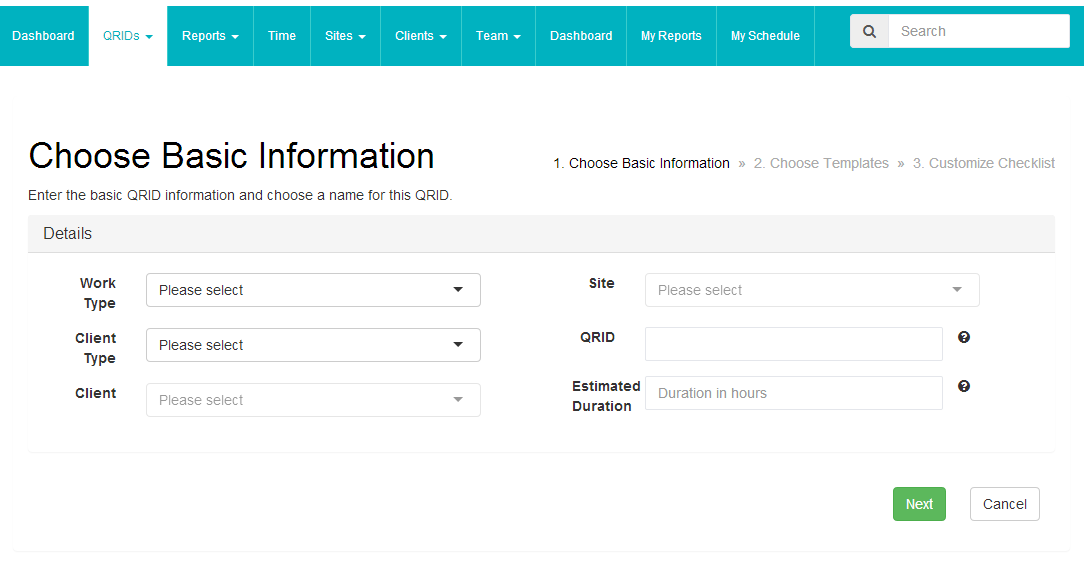 Dashboard QRIDs Reports Time Sites Clients Team Dashboard My Reports My Schedule Search
Choose Basic Information
1. Choose Basic Information » 2. Choose Templates » 3. Customize Checklist
Enter the basic QRID information and choose a name for this QRID.
Details
Work Type Please select
Site Please select
Client Type Please select
QRID
Client Please select
Estimated Duration Duration in hours
Next Cancel